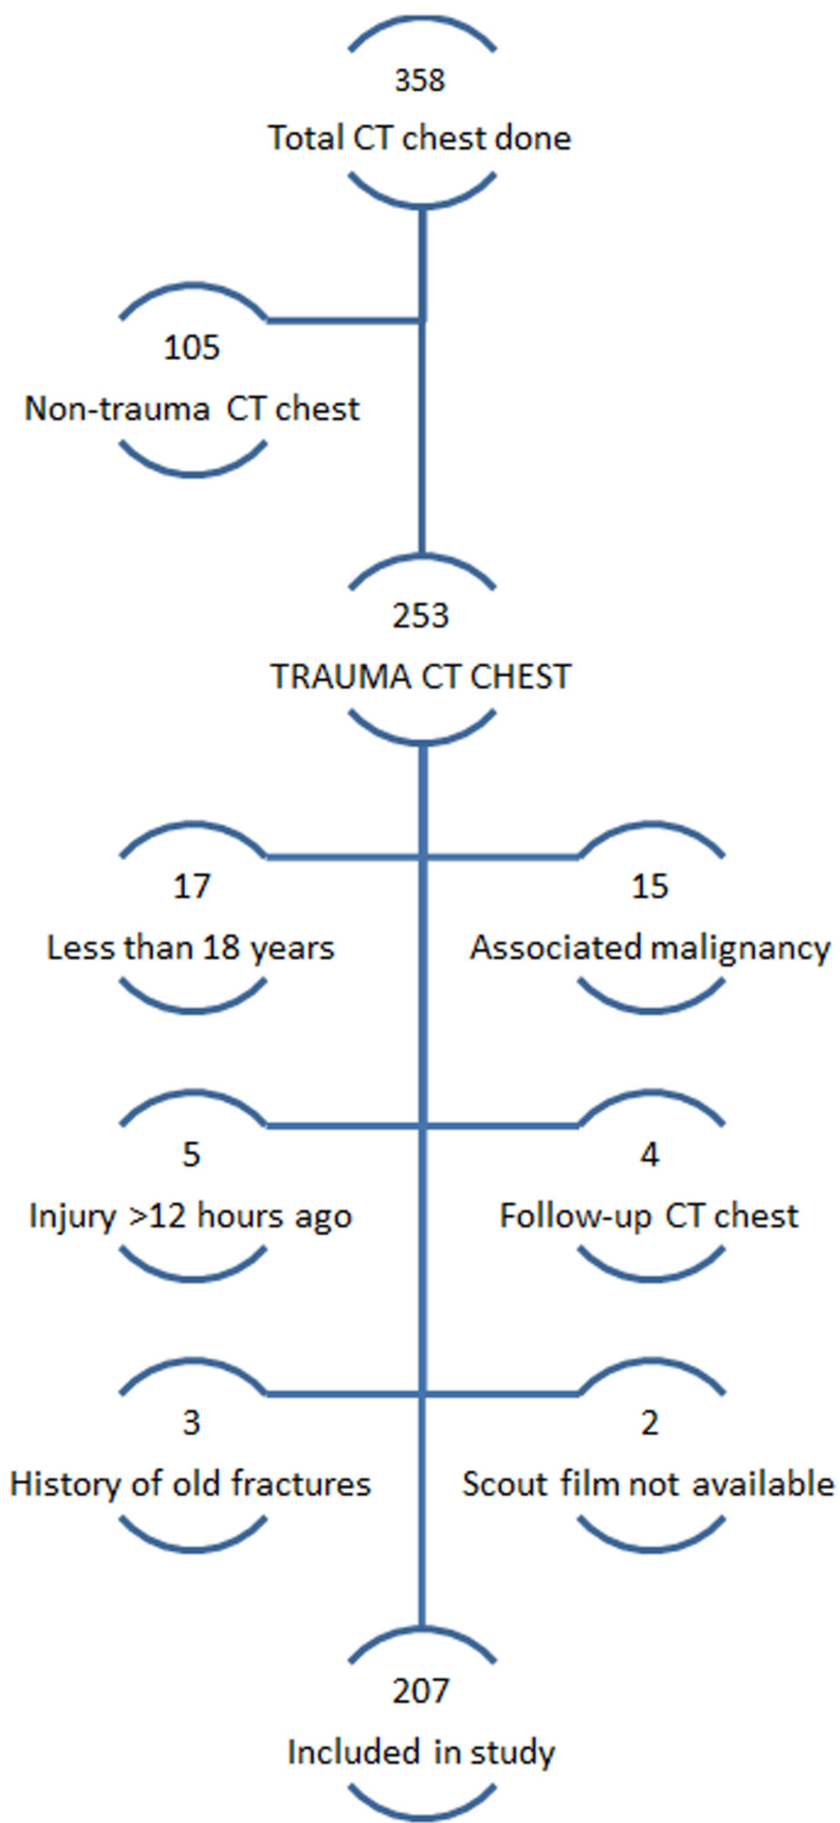 358
Total CT chest done
105
Non-trauma CT chest
253
TRAUMA CT CHEST
17
Less than 18 years
15
Associated malignancy
5
Injury >12 hours ago
4
Follow-up CT chest
3
History of old fractures
2
Scout film not available
207
Included in study